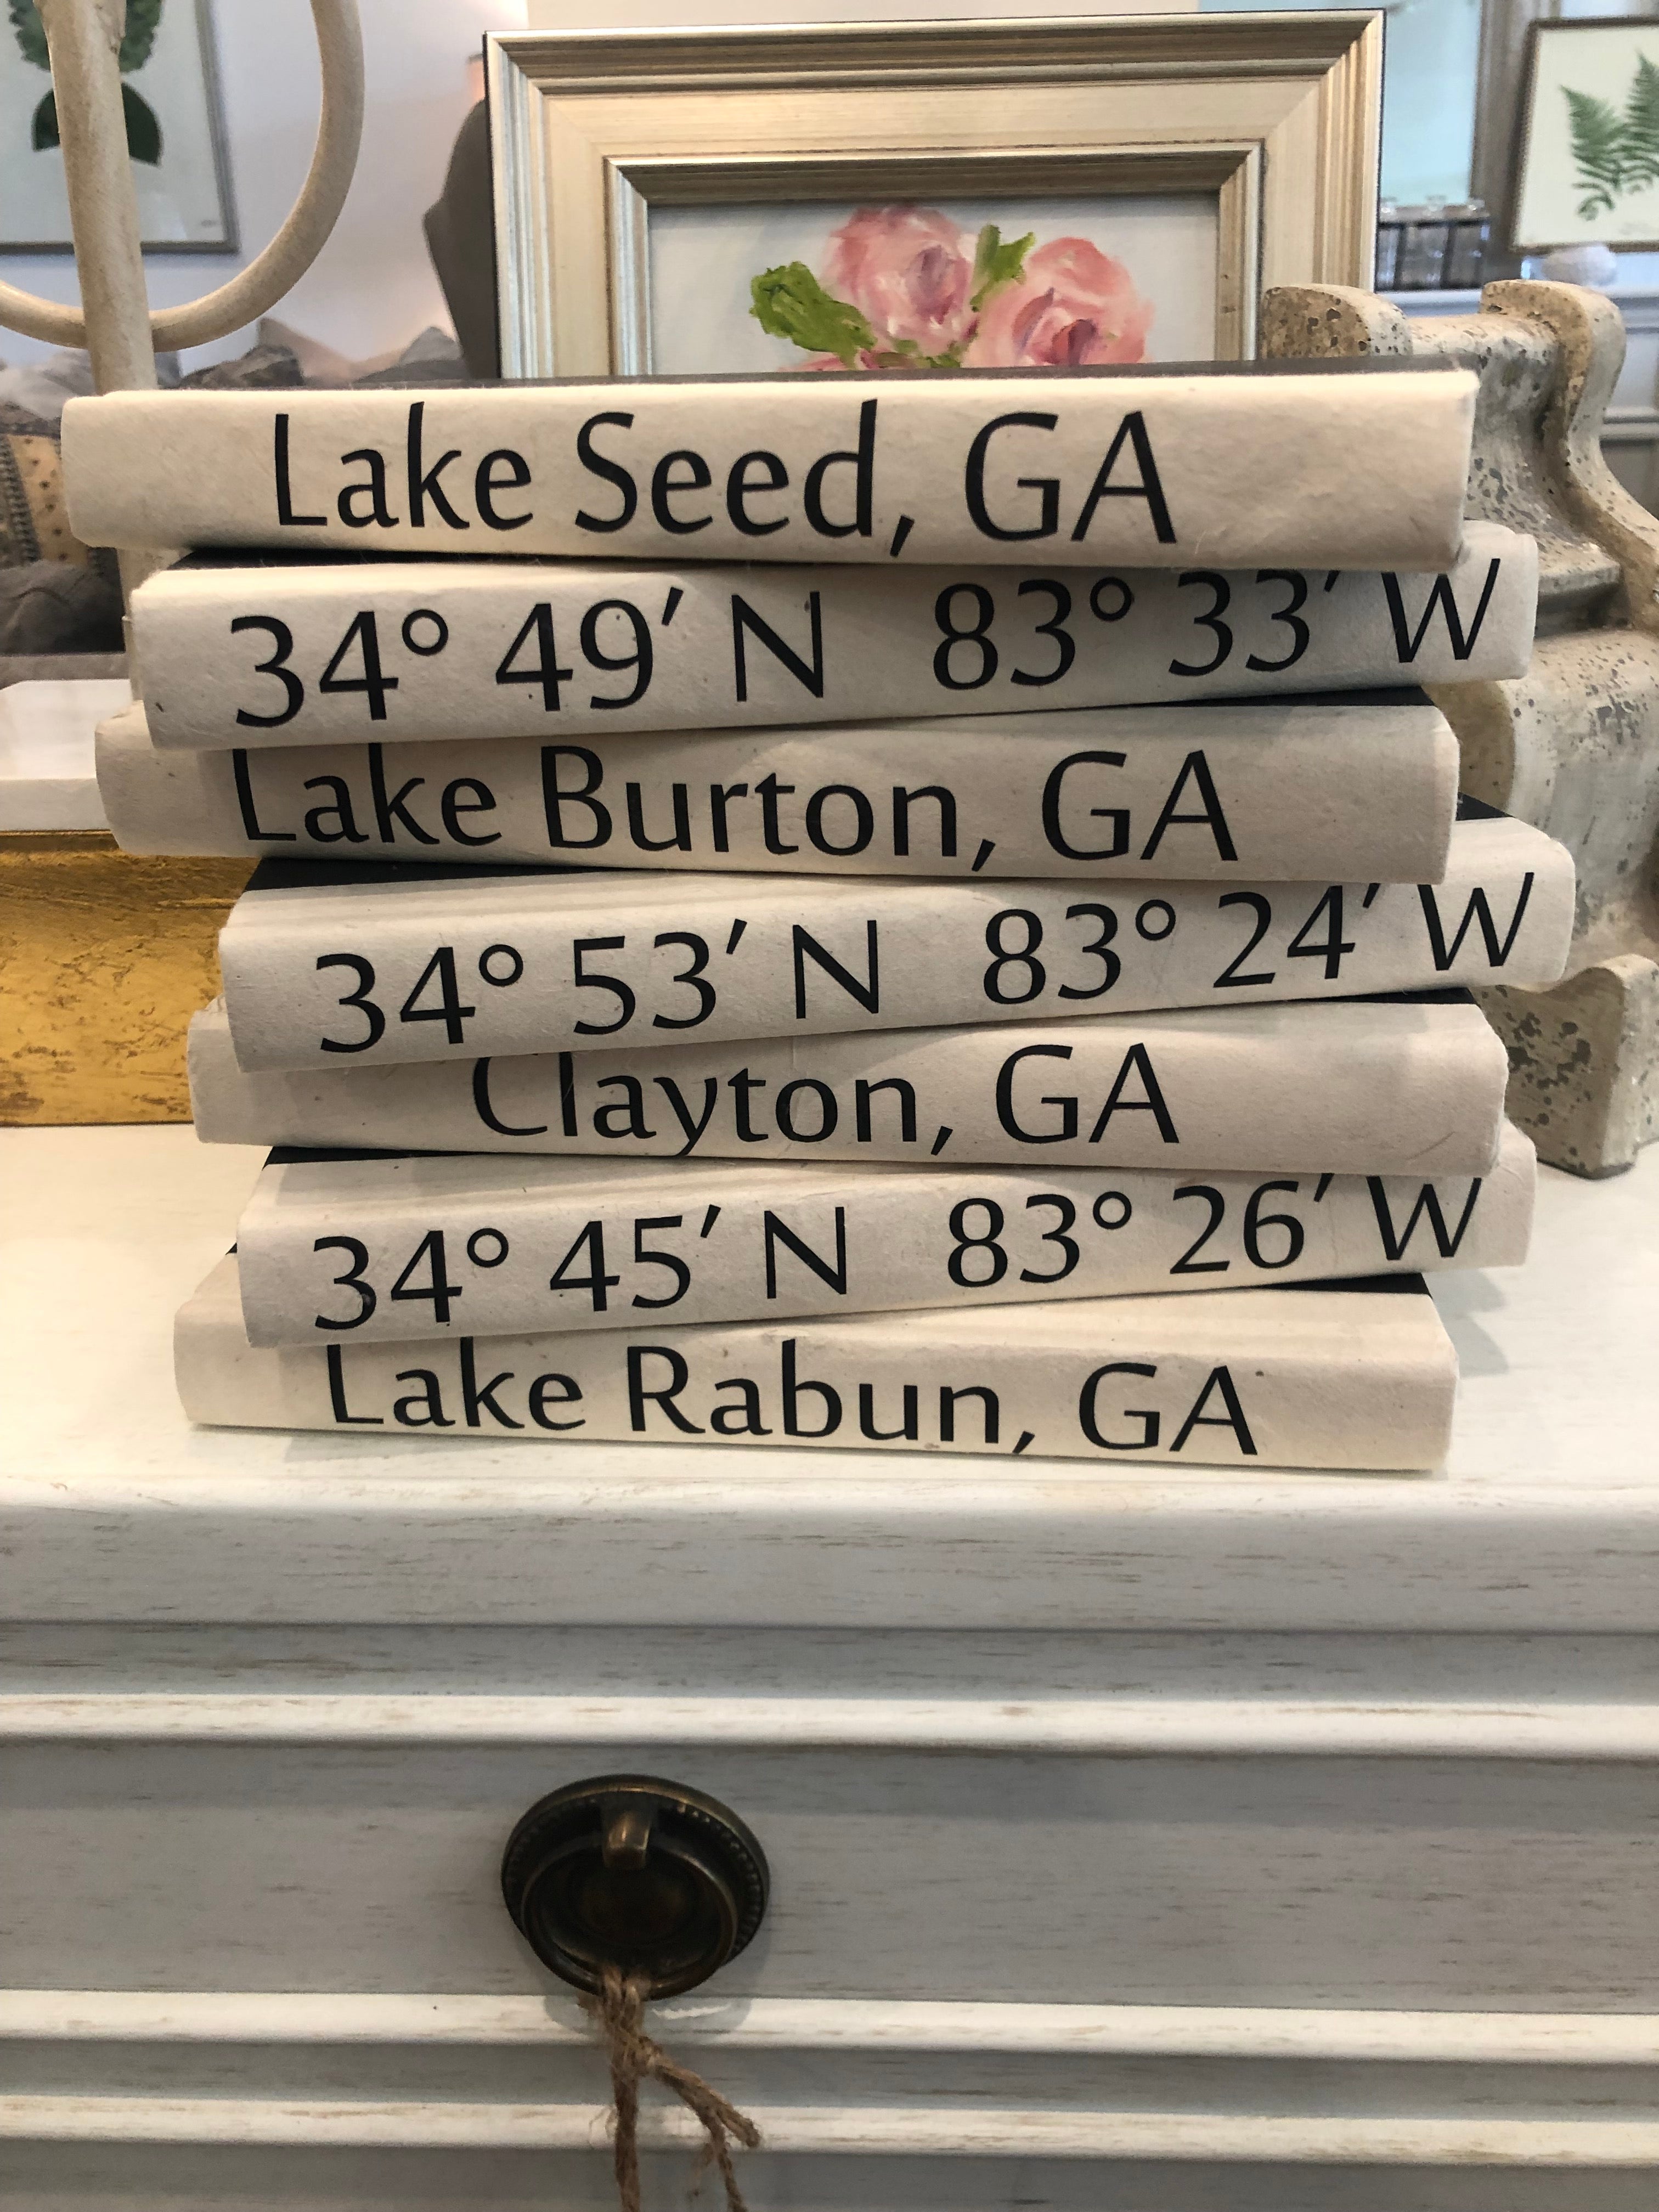 Lake Seed, GA
34° 49′ N 83° 33′ W
Lake Burton, GA
34° 53′ N 83° 24′ W
Clayton, GA
34° 45′ N 83° 26′ W
Lake Rabun, GA